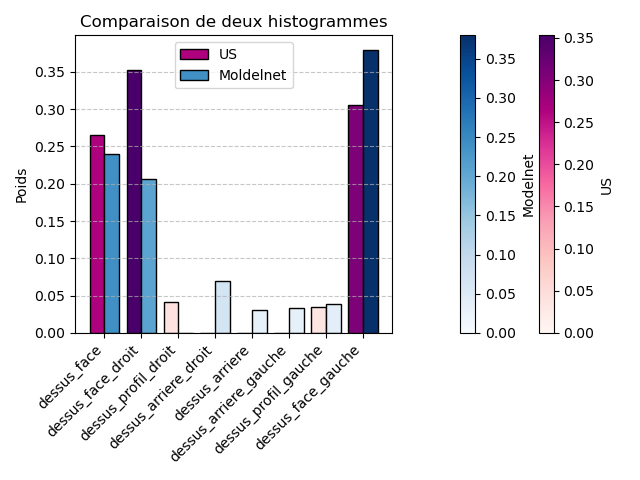 Comparaison de deux histogrammes
US
Moldelnet
Poids
0.35
0.30
0.25
0.20
0.15
0.10
0.05
0.00
dessus_face
dessus_face_droit
dessus_profil_droit
dessus_arriere_droit
dessus_arriere
dessus_arriere_gauche
dessus_profil_gauche
dessus_face_gauche
0.35
0.30
0.25
0.20
0.15
0.10
0.05
0.00
Modelnet
0.35
0.30
0.25
0.20
0.15
0.10
0.05
0.00
US